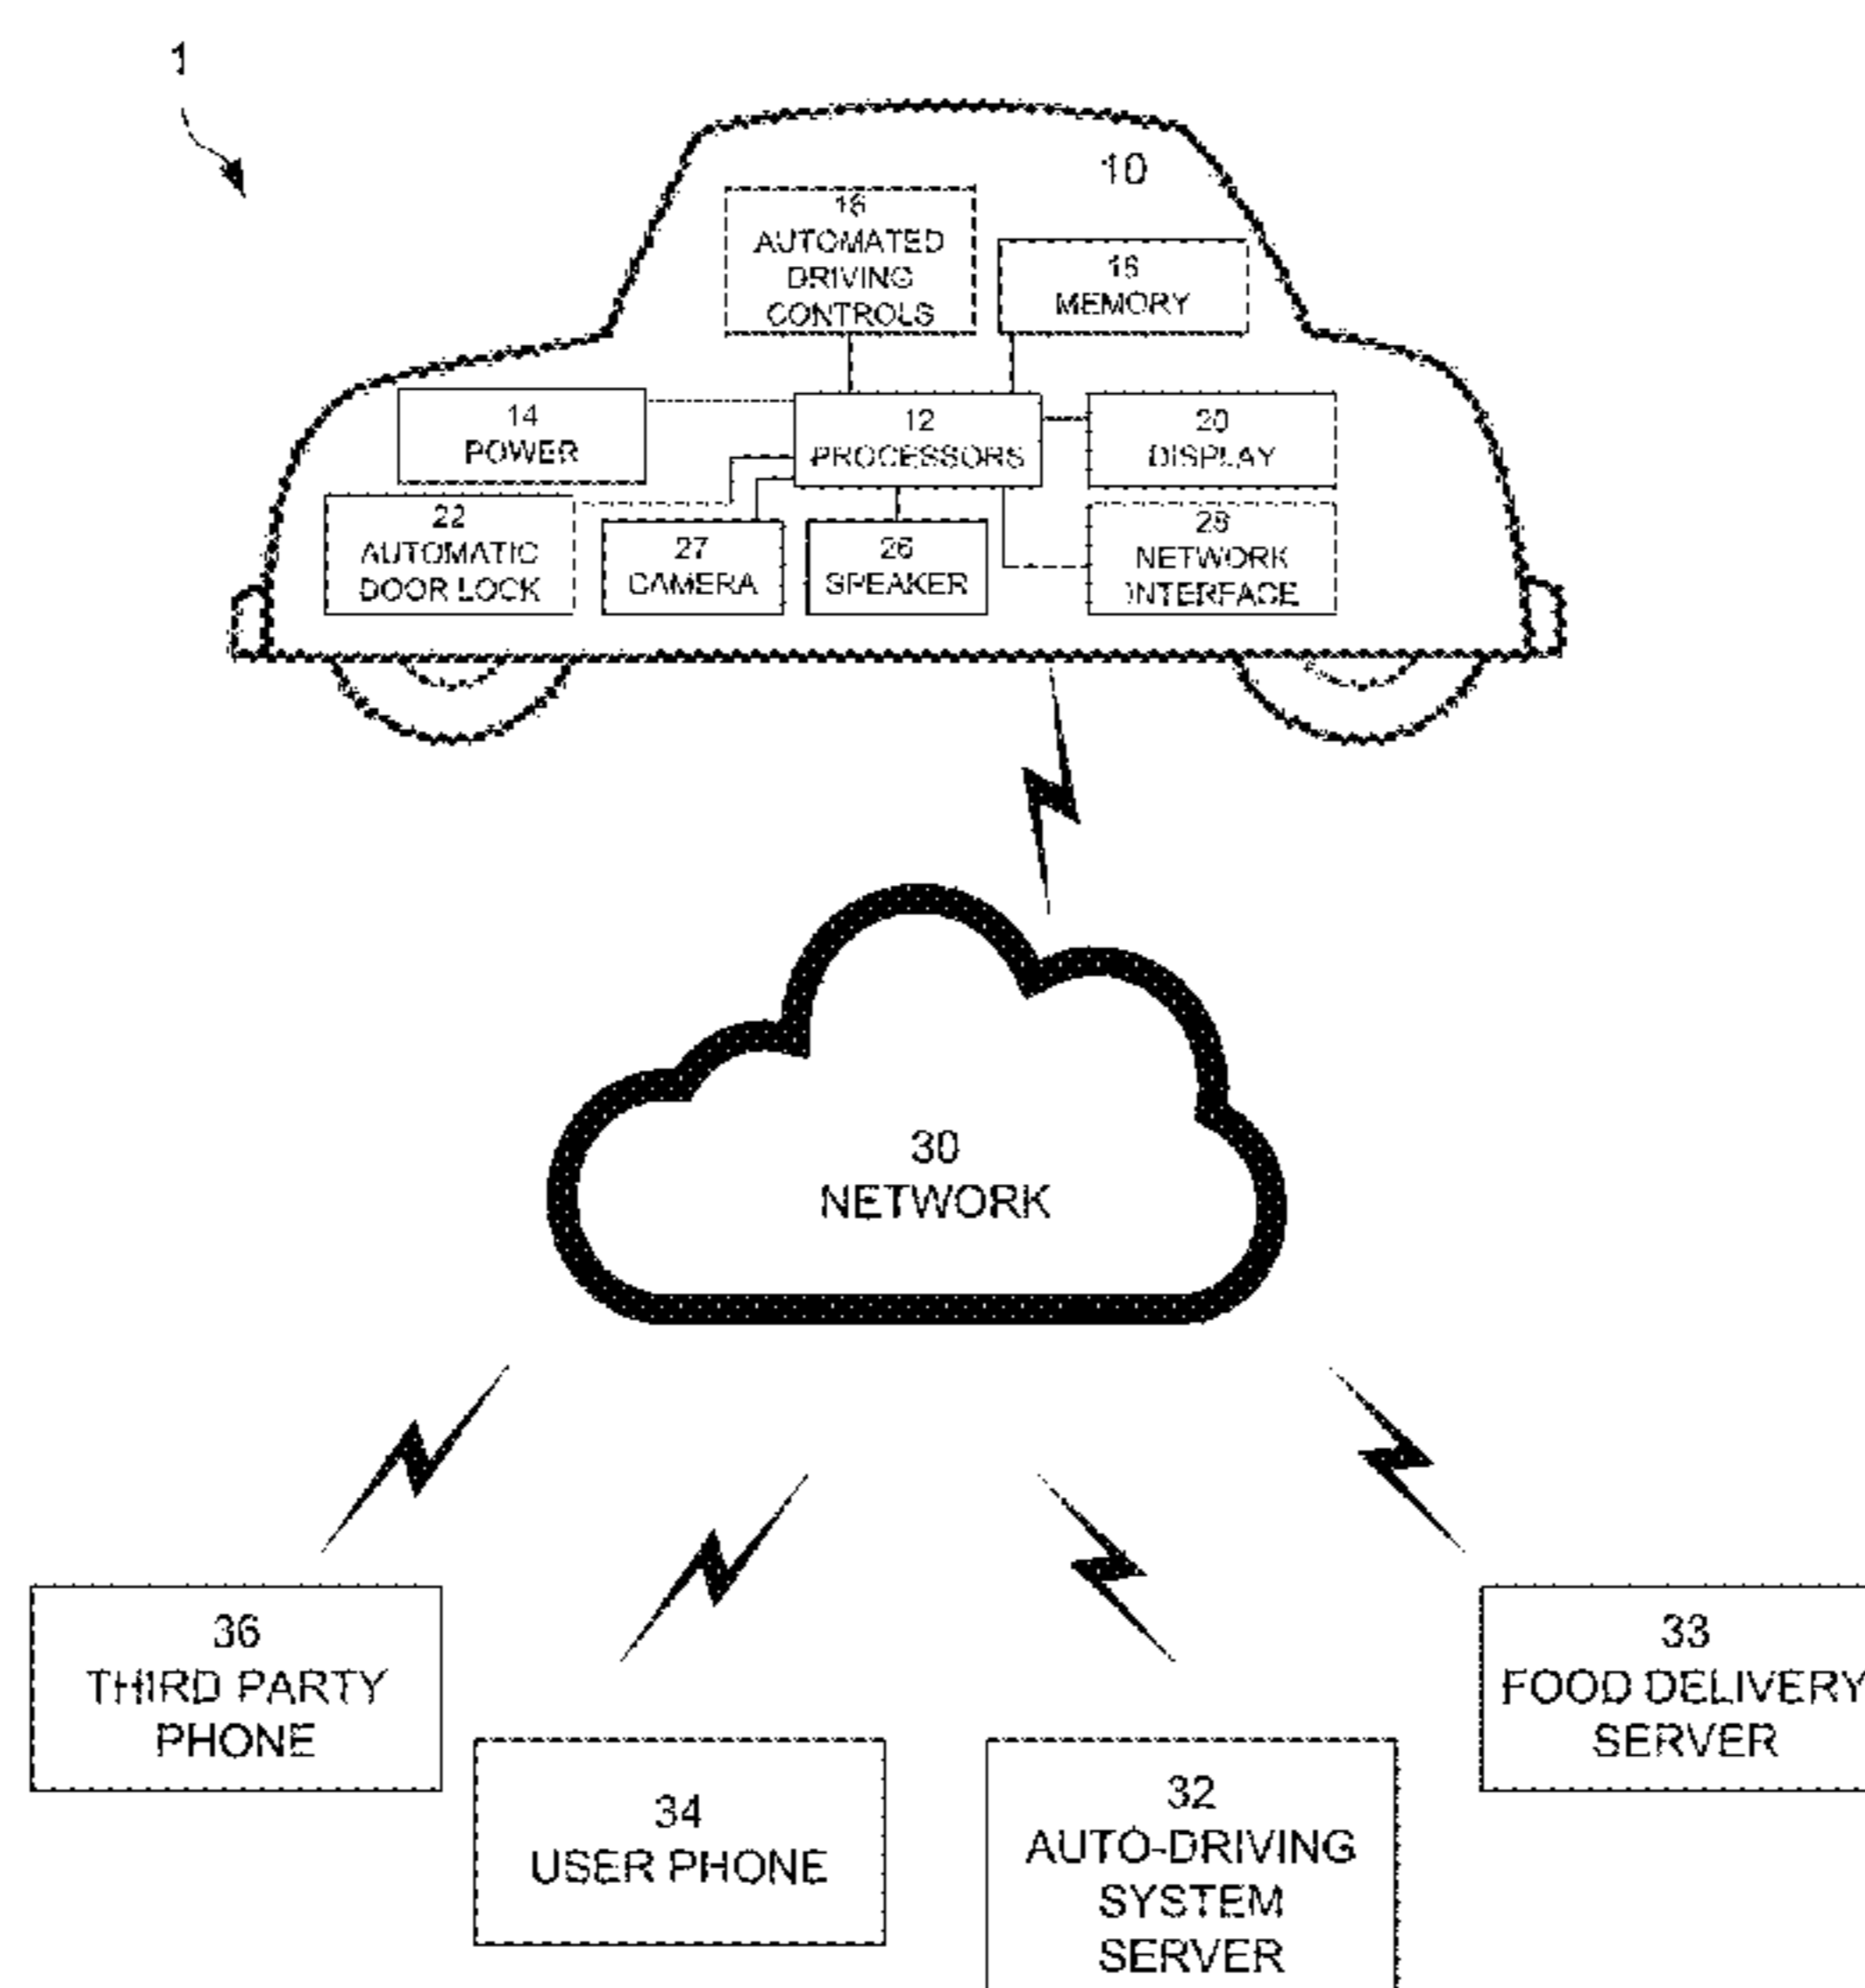 1
10
18
AUTOMATED
DRIVING
CONTROLS
16
MEMORY
14
POWER
12
PROCESSORS
20
DISPLAY
22
AUTOMATIC
DOOR LOCK
27
CAMERA
26
SPEAKER
28
NETWORK
INTERFACE
30
NETWORK
36
THIRD PARTY
PHONE
34
USER PHONE
32
AUTO-DRIVING
SYSTEM
SERVER
33
FOOD DELIVERY
SERVER